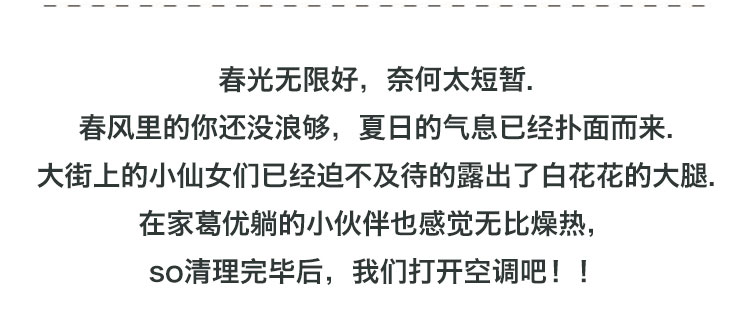 春光无限好，奈何太短暂.
春风里的你还没浪够，夏日的气息已经扑面而来.
大街上的小仙女们已经迫不及待的露出了白花花的大腿.
在家葛优躺的小伙伴也感觉无比燥热，
so清理完毕后，我们打开空调吧！！